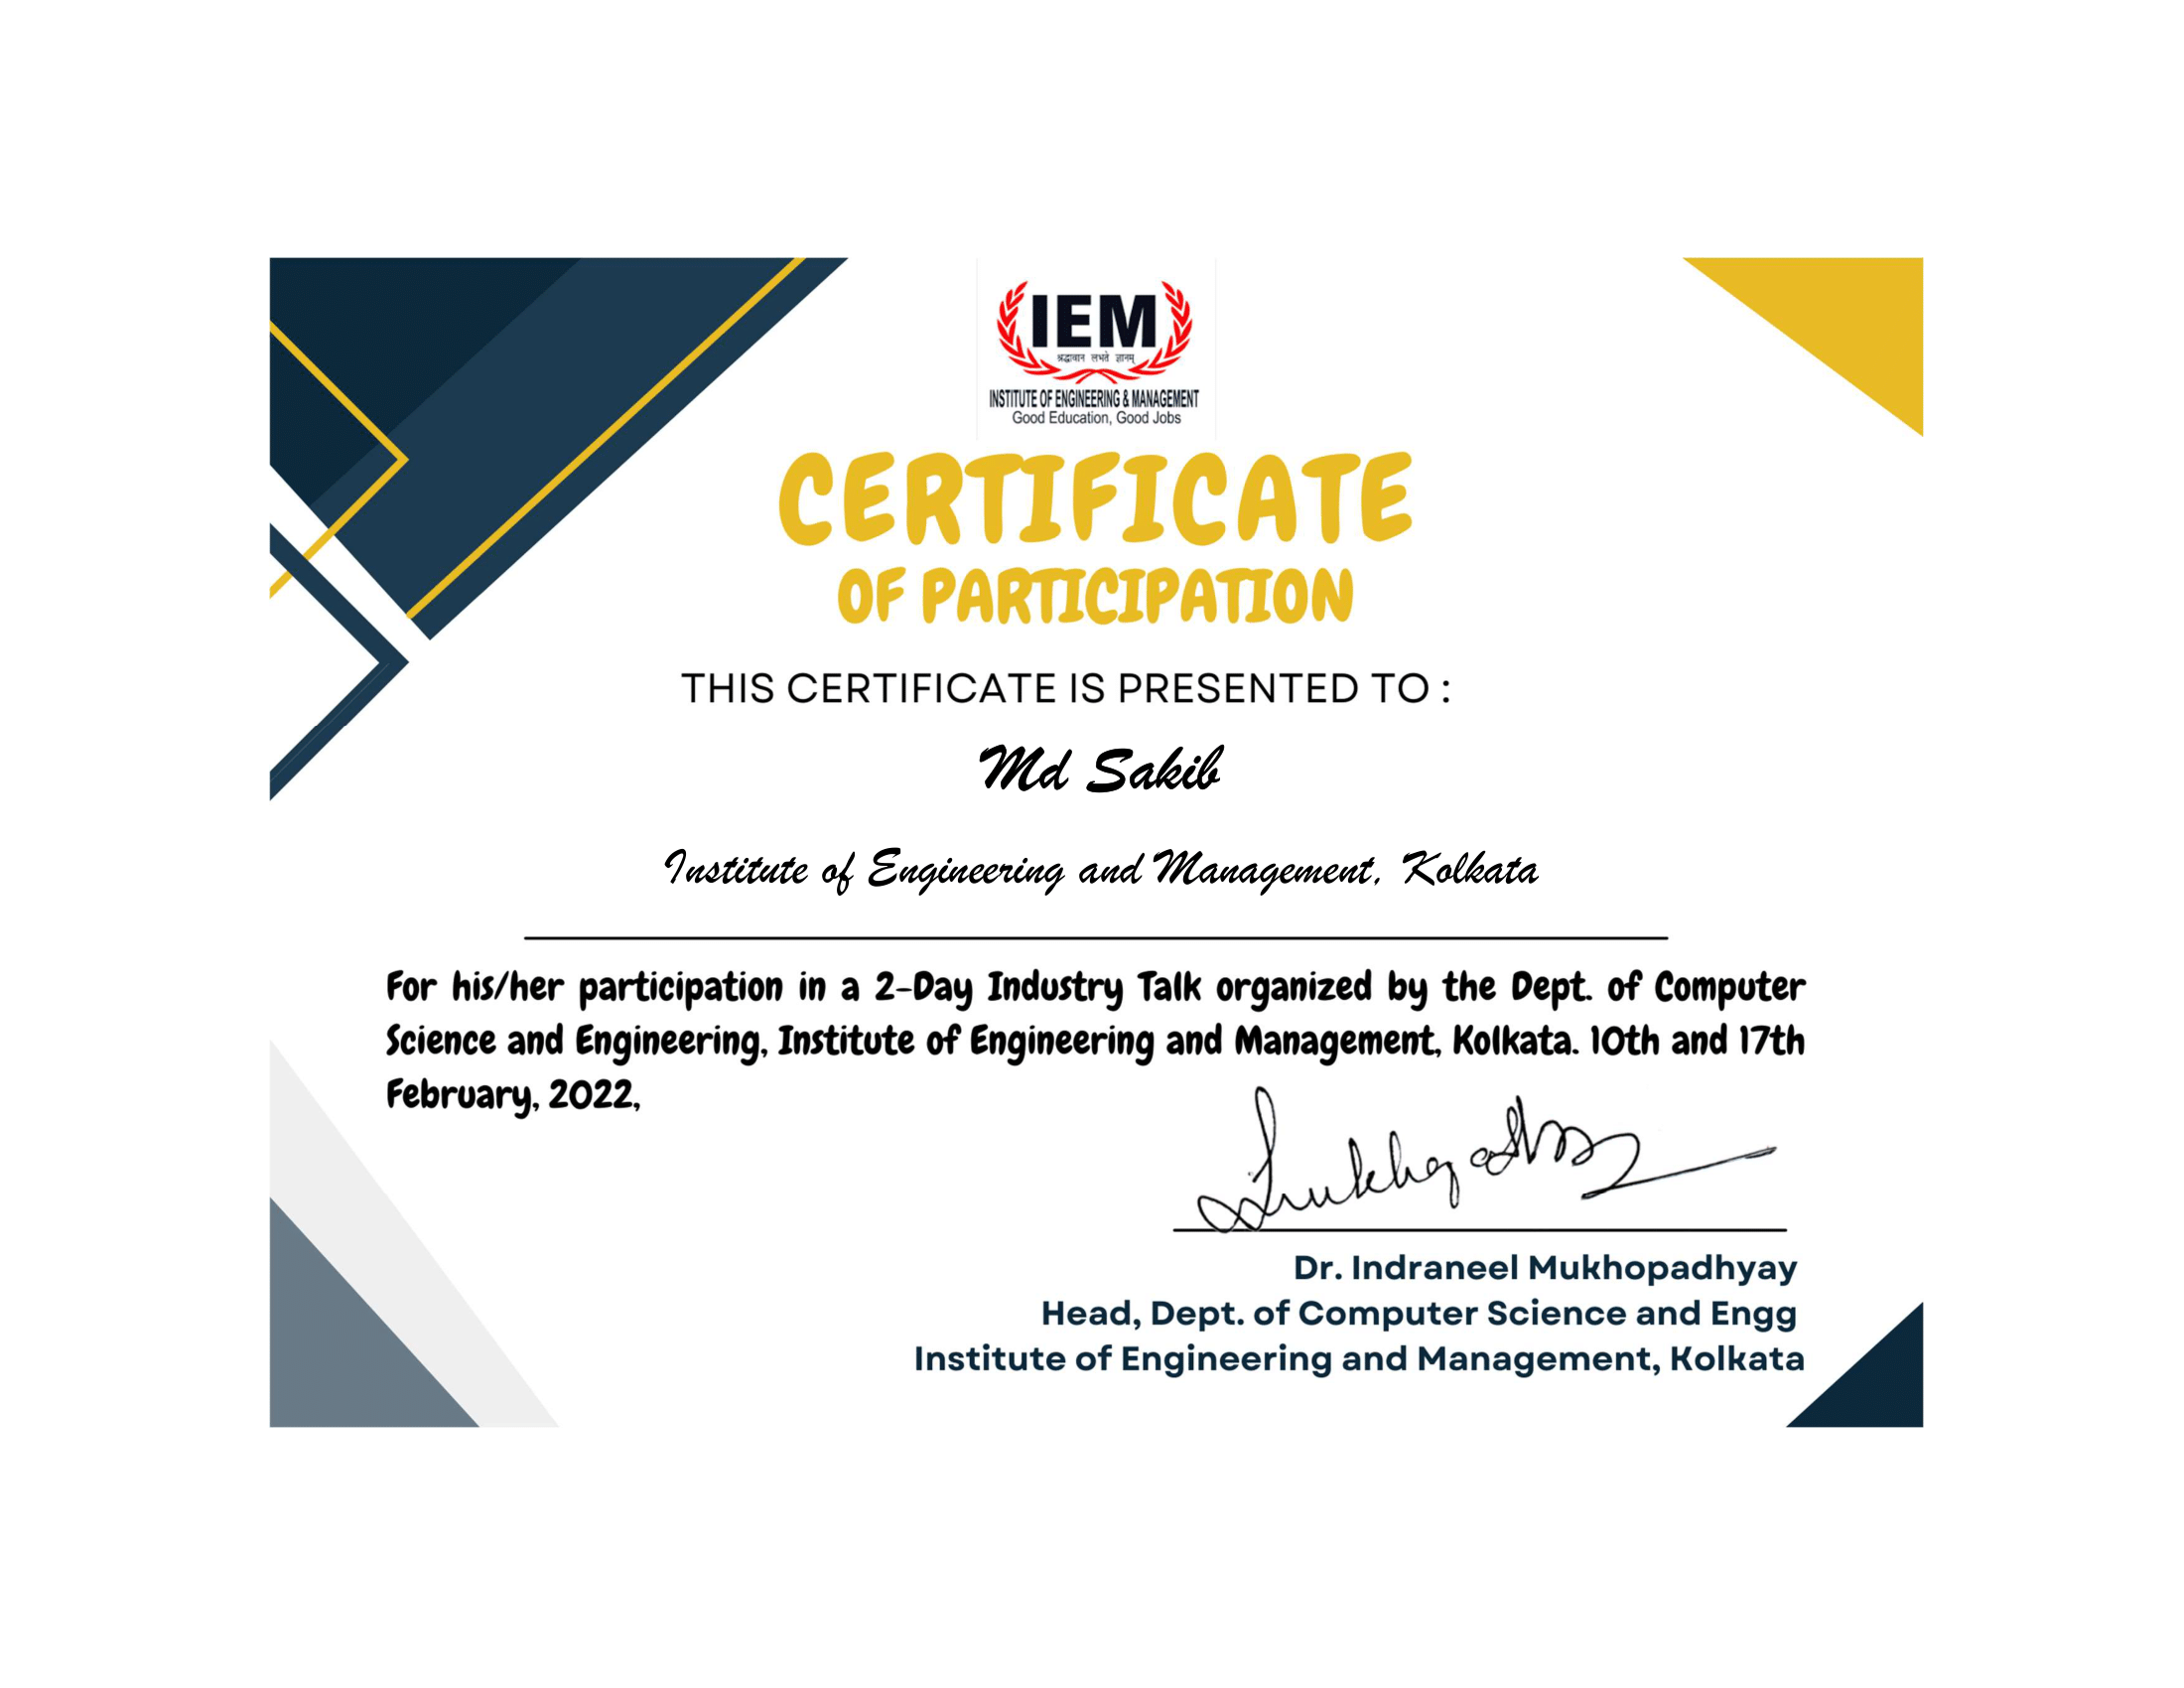 IEM
श्रद्धावान लभते ज्ञानम्
INSTITUTE OF ENGINEERING & MANAGEMENT
Good Education, Good Jobs
CERTIFICATE
OF PARTICIPATION
THIS CERTIFICATE IS PRESENTED TO :
Md Sakib
Institute of Engineering and Management, Kolkata
For his/her participation in a 2-Day Industry Talk organized by the Dept. of Computer
Science and Engineering, Institute of Engineering and Management, Kolkata. 10th and 17th
February, 2022,
Dr. Indraneel Mukhopadhyay
Head, Dept. of Computer Science and Engg
Institute of Engineering and Management, Kolkata